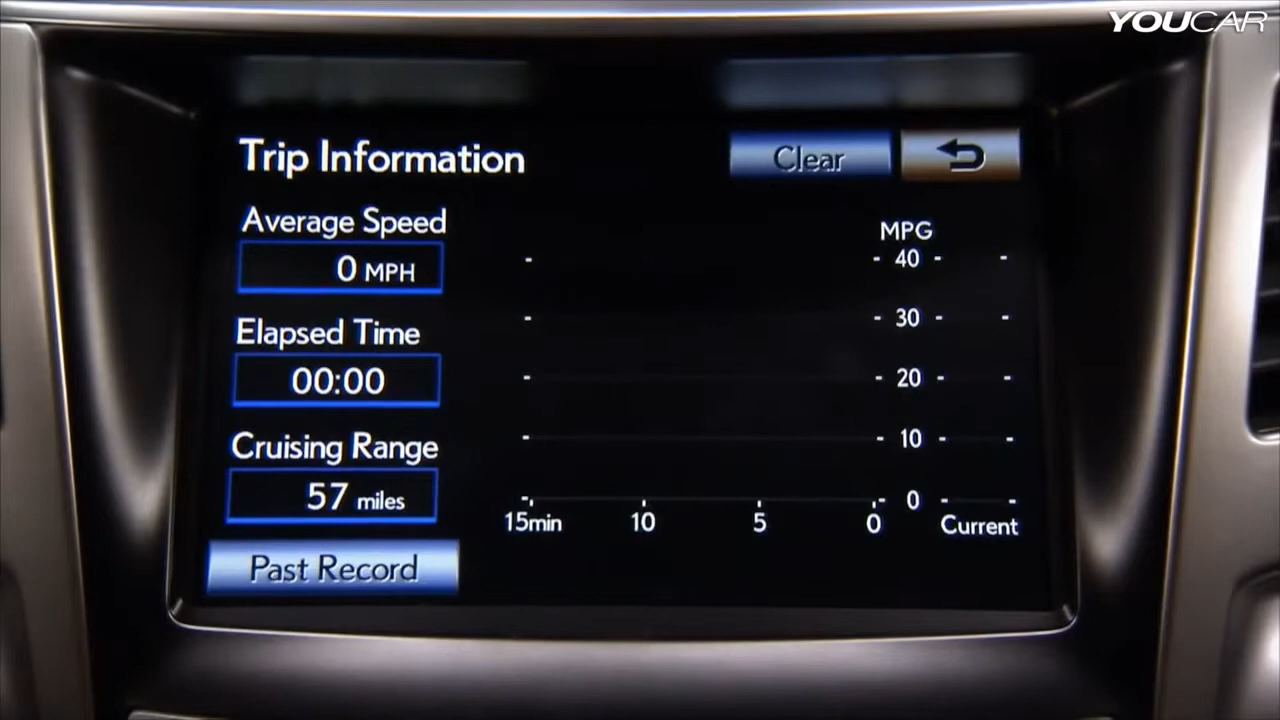 YOUCAR
Trip Information
Clear
Average Speed
0 MPH
Elapsed Time
00:00
Cruising Range
57 miles
Past Record
MPG
- 40 -
- 30 -
- 20 -
- 10 -
- 0 -
15min 10 5 0 Current